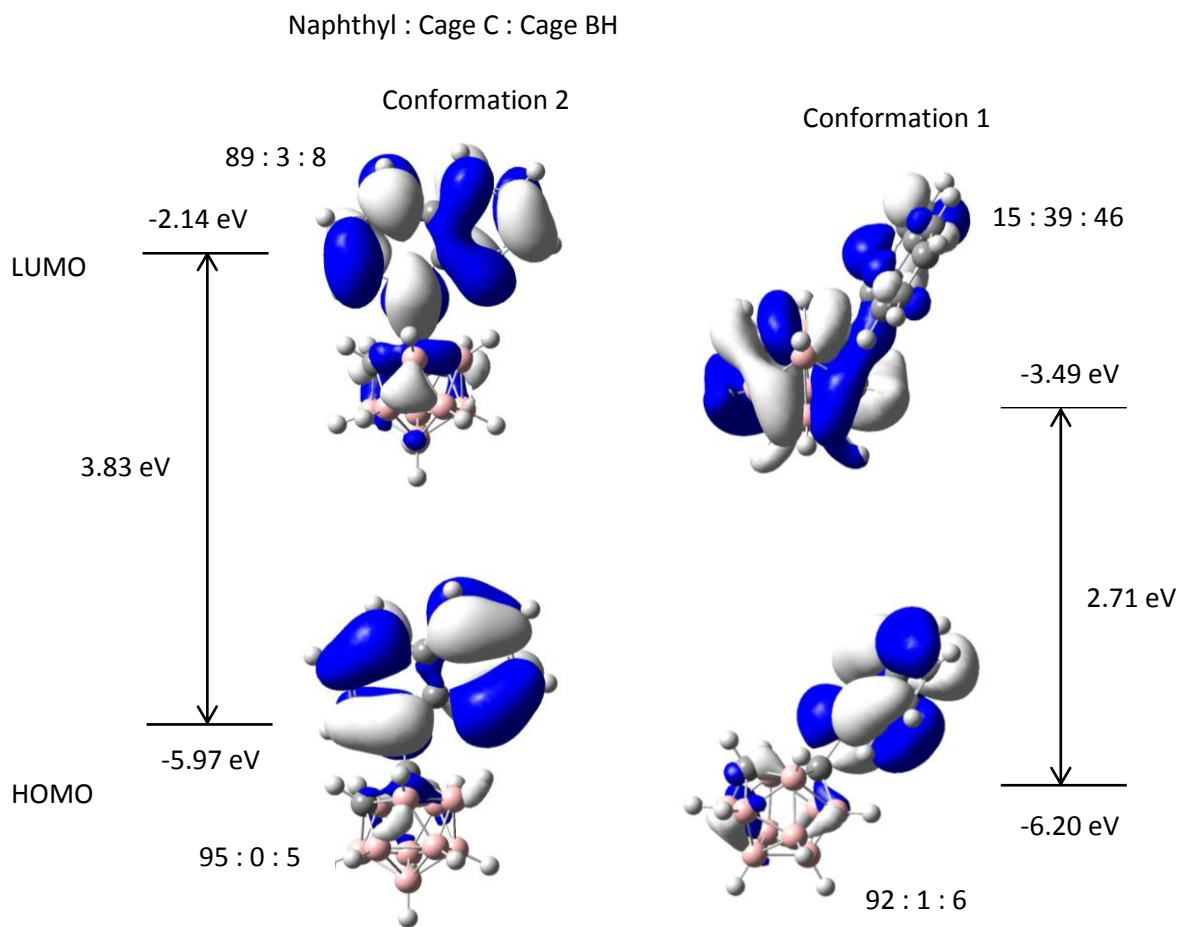 Naphthyl : Cage C : Cage BH
Conformation 2
Conformation 1
89 : 3 : 8
15 : 39 : 46
-2.14 eV
LUMO
-3.49 eV
3.83 eV
2.71 eV
-5.97 eV
HOMO
-6.20 eV
95 : 0 : 5
92 : 1 : 6